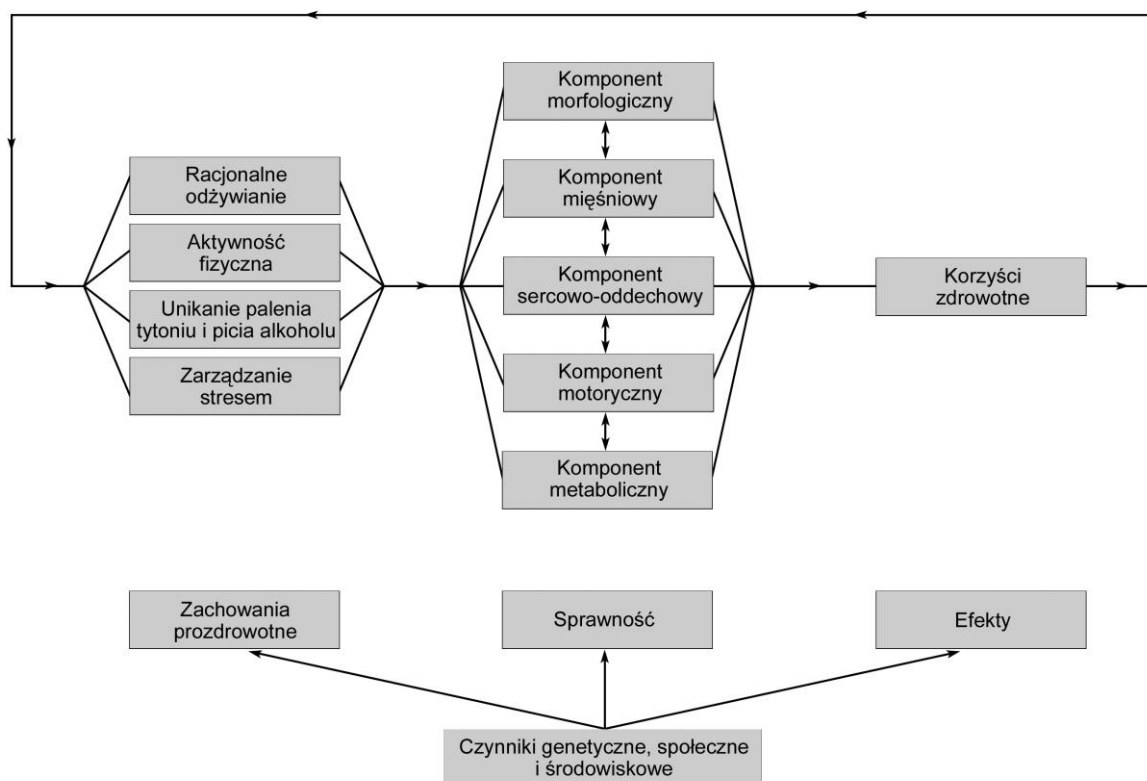 Komponent
morfologiczny
Racjonalne
odżywianie
Komponent
mięśniowy
Aktywność
fizyczna
Komponent
sercowo-oddechowy
Korzyści
zdrowotne
Unikanie palenia
tytoniu i picia alkoholu
Zarządzanie
stresem
Komponent
motoryczny
Komponent
metaboliczny
Zachowania
prozdrowotne
Sprawność
Efekty
Czynniki genetyczne, społeczne
i środowiskowe